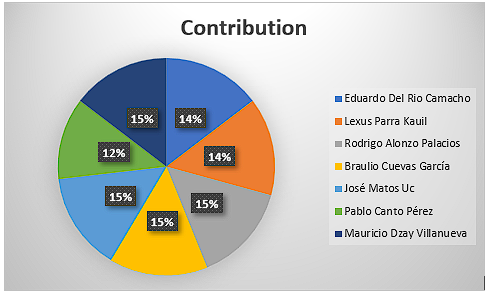 Contribution
15%
14%
14%
12%
15%
15%
15%
Eduardo Del Rio Camacho
Lexus Parra Kauil
Rodrigo Alonzo Palacios
Braulio Cuevas García
José Matos Uc
Pablo Canto Pérez
Mauricio Dzay Villanueva